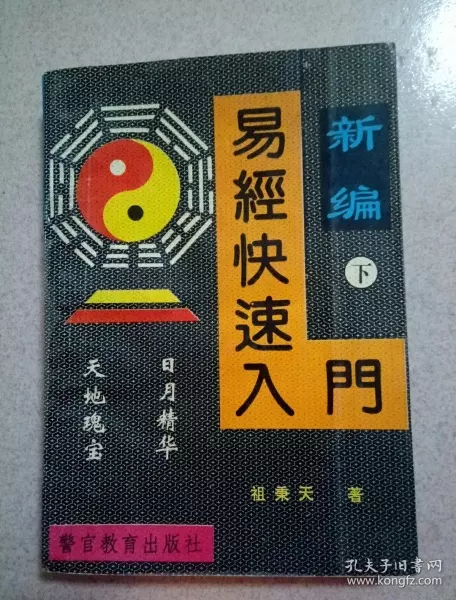 新编
下
易經快速入門
日月精华
天地瑰宝
祖秉天 著
警官教育出版社
孔夫子旧书网
www.kongfz.com